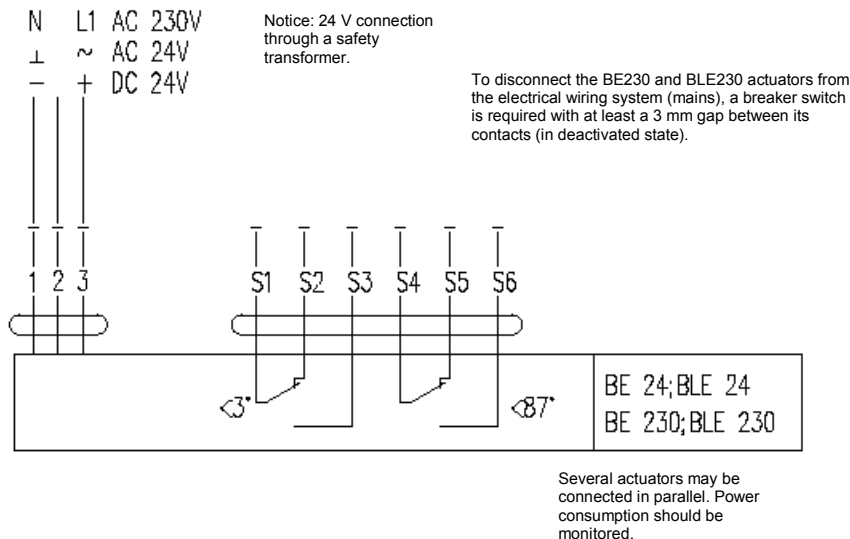 N L1 AC 230V
⊥ ~ AC 24V
− + DC 24V
Notice: 24 V connection
through a safety
transformer.
To disconnect the BE230 and BLE230 actuators from
the electrical wiring system (mains), a breaker switch
is required with at least a 3 mm gap between its
contacts (in deactivated state).
1 2 3 S1 S2 S3 S4 S5 S6
<3° <87°
BE 24;BLE 24
BE 230;BLE 230
Several actuators may be
connected in parallel. Power
consumption should be
monitored.